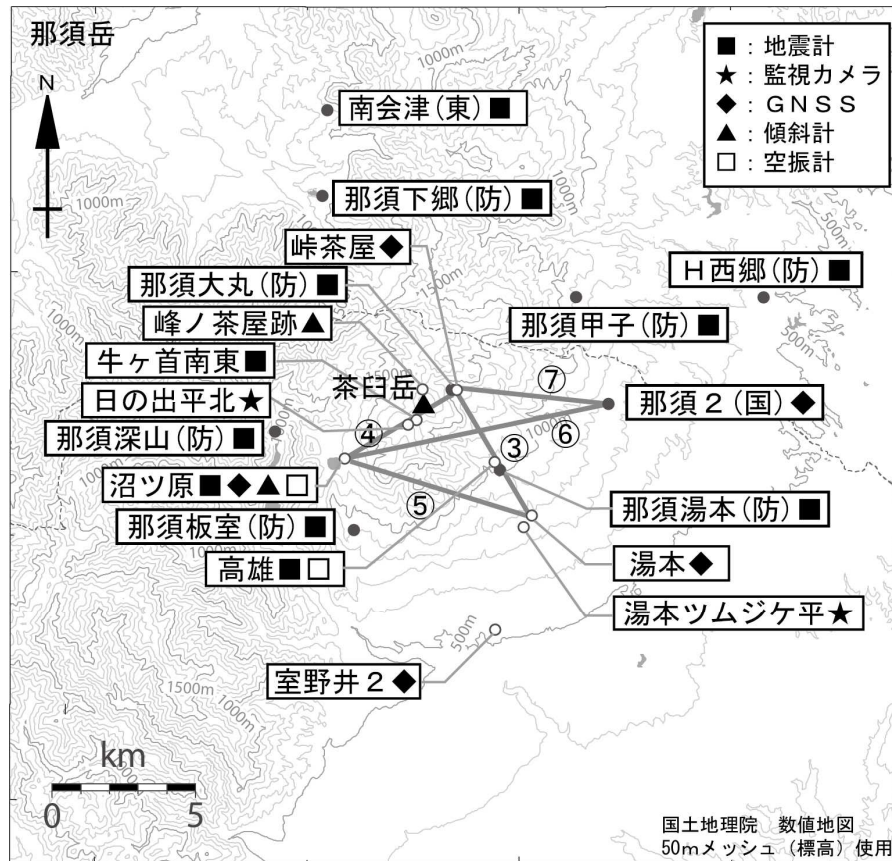 那須岳
N
■：地震計
★：監視カメラ
◆：ＧＮＳＳ
▲：傾斜計
□：空振計
南会津(東)■
那須下郷(防)■
峠茶屋◆
那須大丸(防)■
峰ノ茶屋跡▲
牛ヶ首南東■
日の出平北★
那須深山(防)■
沼ツ原■◆▲□
那須板室(防)■
高雄■□
Ｈ西郷(防)■
那須甲子(防)■
茶臼岳
那須２(国)◆
那須湯本(防)■
湯本◆
湯本ツムジケ平★
室野井２◆
③
④
⑤
⑥
⑦
1000m
1000m
500m
500m
1500m
1000m
1500m
1000m
1000m
500m
1500m
1000m
km
0 5
国土地理院 数値地図
50mメッシュ（標高）使用